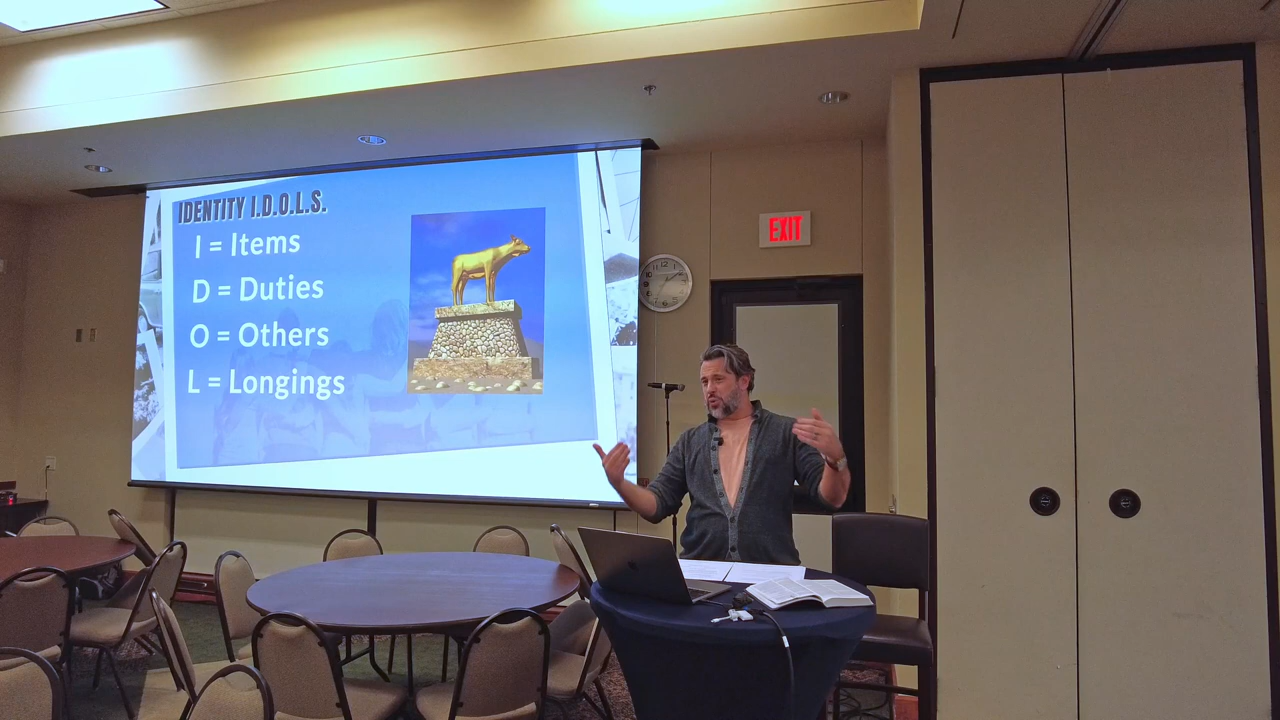 IDENTITY I.D.O.L.S.
I = Items
D = Duties
O = Others
L = Longings
EXIT